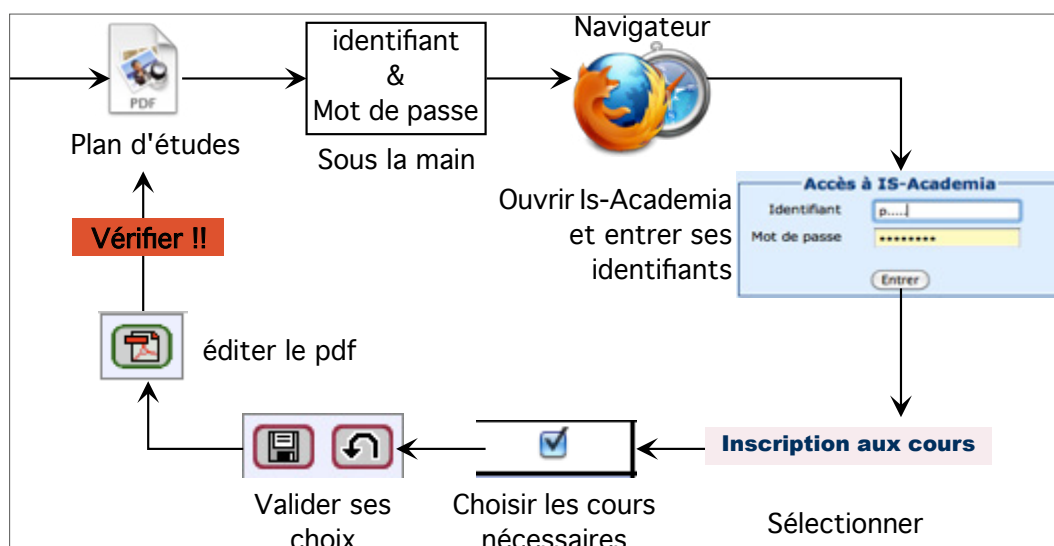 PDF
Plan d'études
identifiant
&
Mot de passe
Sous la main
Navigateur
Ouvrir Is-Academia
et entrer ses
identifiants
Accès à IS-Academia
Identifiant
p.....
Mot de passe
********
Entrer
Inscription aux cours
Sélectionner
Choisir les cours
nécessaires
Valider ses
choix
éditer le pdf
Vérifier !!